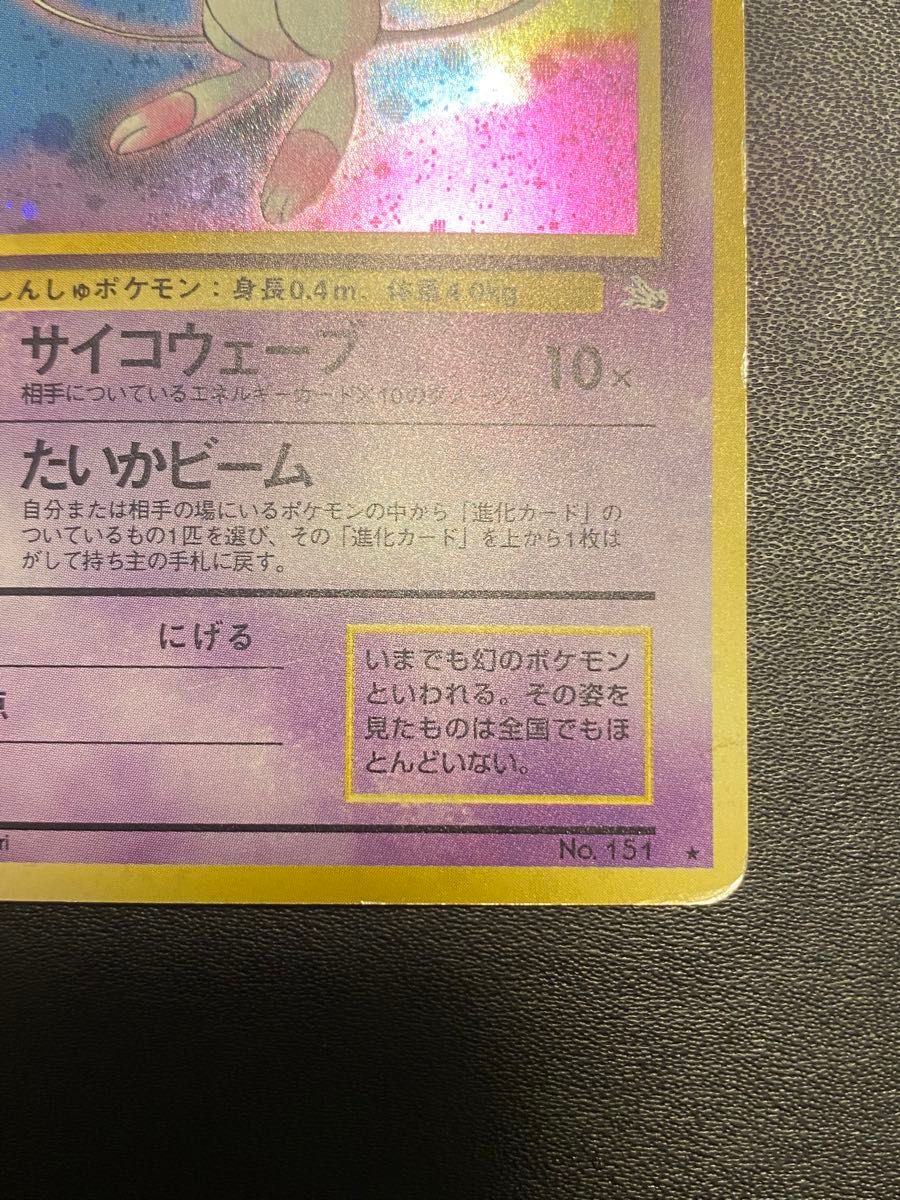 しんしゅポケモン：身長0.4m 体重4.0kg
サイコウェーブ 10×
相手についているエネルギーカード×10のダメージ。
たいかビーム
自分または相手の場にいるポケモンの中から「進化カード」の
ついているもの1匹を選び、その「進化カード」を上から1枚は
がして持ち主の手札に戻す。
にげる
点
いまでも幻のポケモン
といわれる。その姿を
見たものは全国でもほ
とんどいない。
ri
No. 151 ★